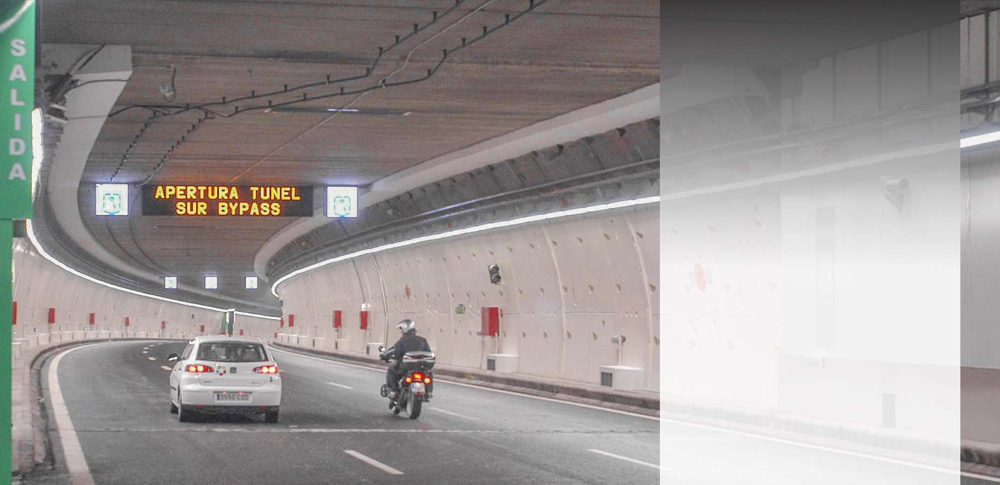 SALIDA
APERTURA TUNEL
SUR BYPASS
0550 CSD